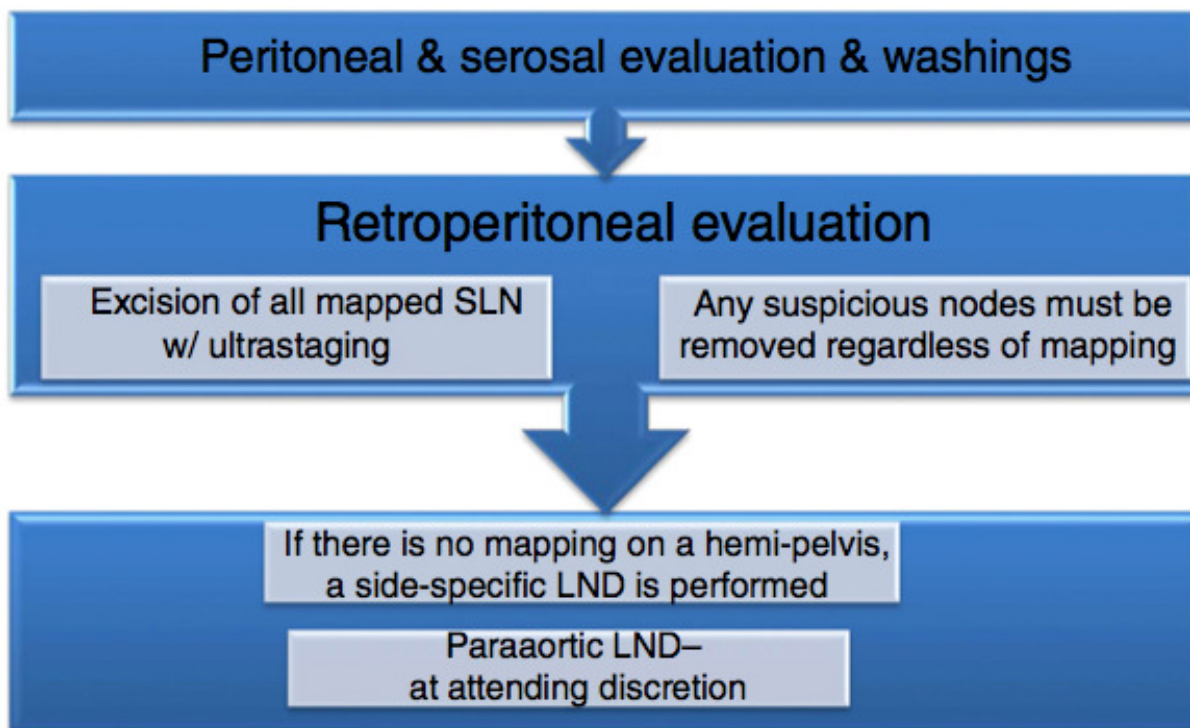 Peritoneal & serosal evaluation & washings
Retroperitoneal evaluation
Excision of all mapped SLN
w/ ultrastaging
Any suspicious nodes must be
removed regardless of mapping
If there is no mapping on a hemi-pelvis,
a side-specific LND is performed
Paraaortic LND–
at attending discretion